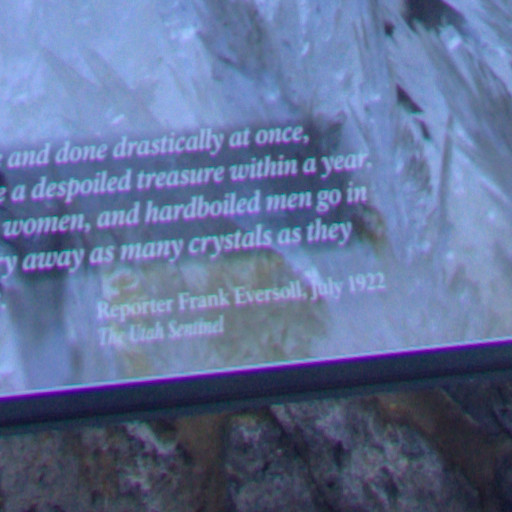 and done drastically at once,
a despoiled treasure within a year.
women, and hardboiled men go in
away as many crystals as they
Reporter Frank Eversoll, July 1922
The Utah Sentinel